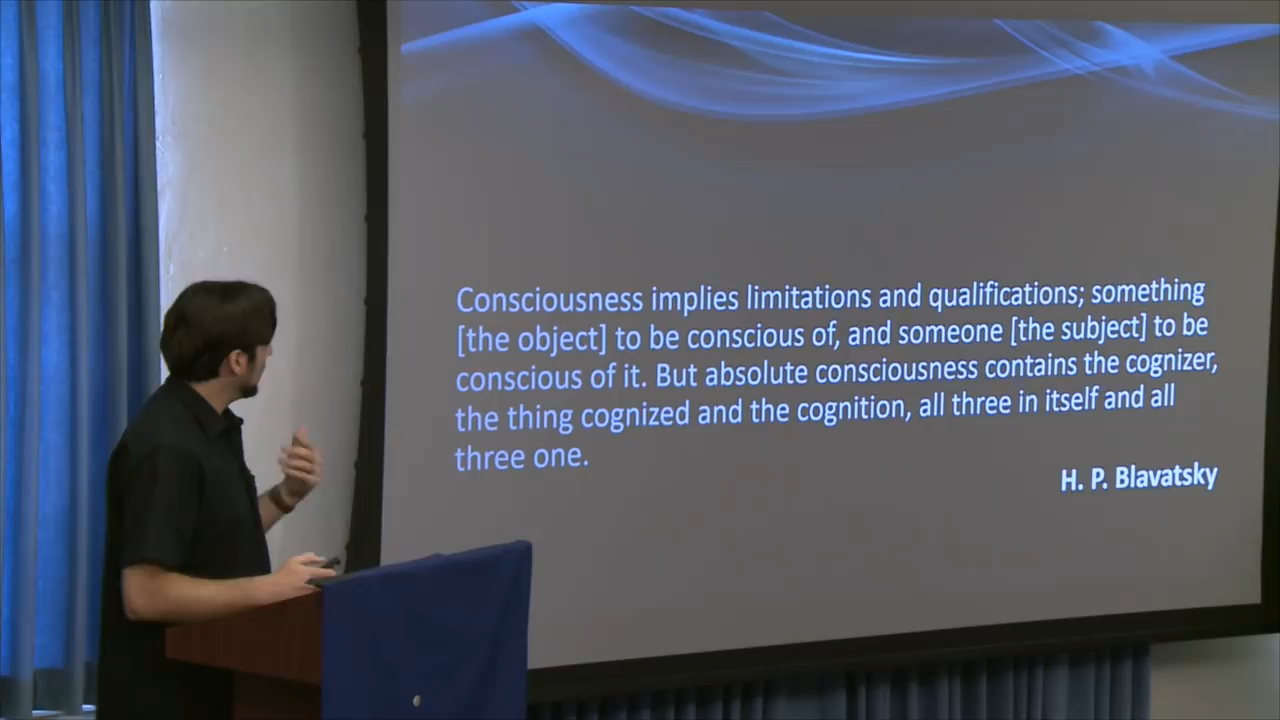 Consciousness implies limitations and qualifications; something
[the object] to be conscious of, and someone [the subject] to be
conscious of it. But absolute consciousness contains the cognizer,
the thing cognized and the cognition, all three in itself and all
three one.
H. P. Blavatsky